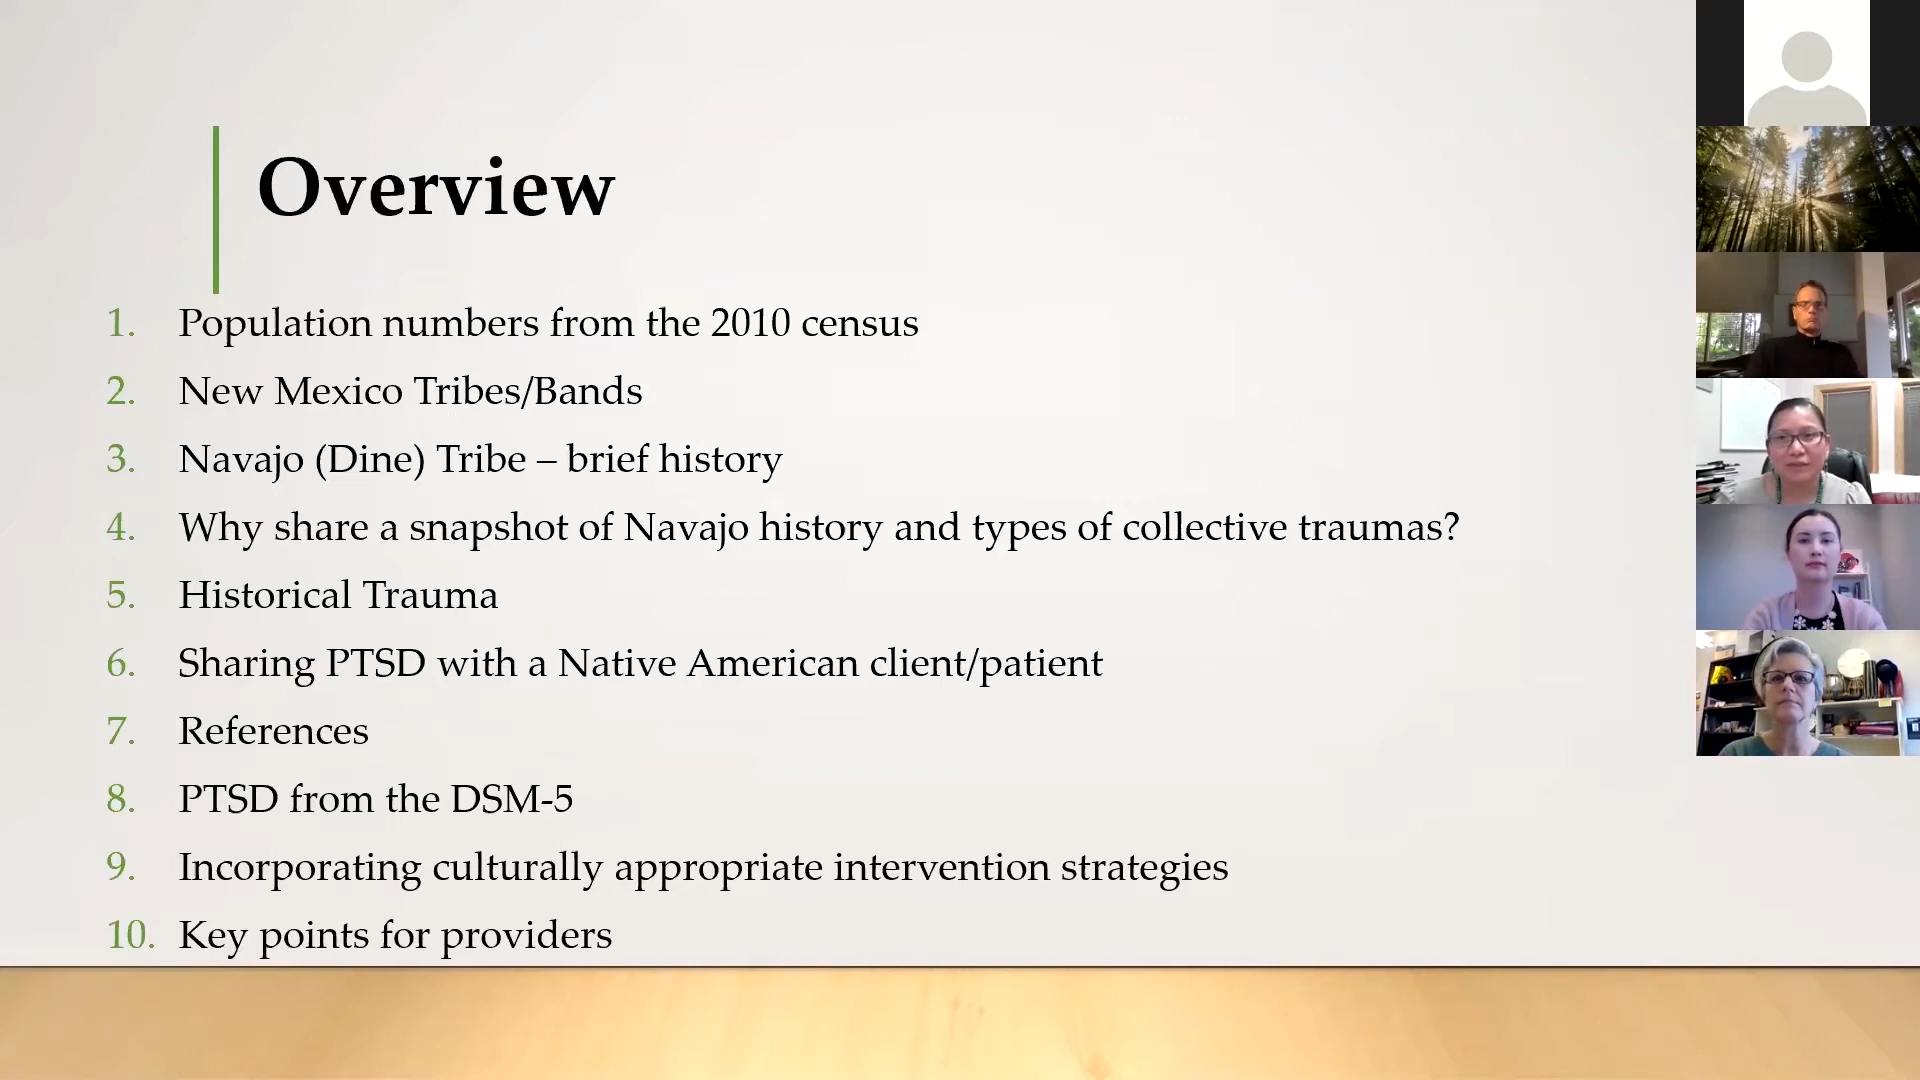 Overview
1. Population numbers from the 2010 census
2. New Mexico Tribes/Bands
3. Navajo (Dine) Tribe – brief history
4. Why share a snapshot of Navajo history and types of collective traumas?
5. Historical Trauma
6. Sharing PTSD with a Native American client/patient
7. References
8. PTSD from the DSM-5
9. Incorporating culturally appropriate intervention strategies
10. Key points for providers